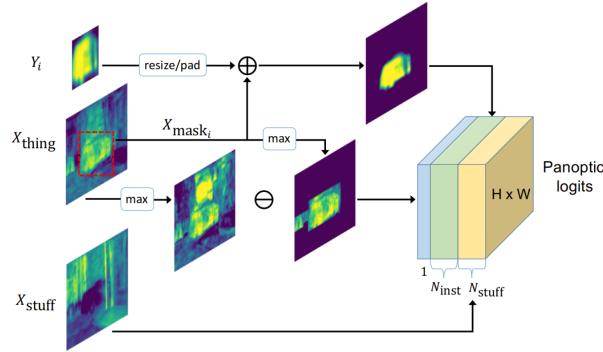 Y_i
resize/pad
X_thing
X_mask_i
max
max
Panoptic
logits
H x W
1
N_inst
N_stuff
X_stuff